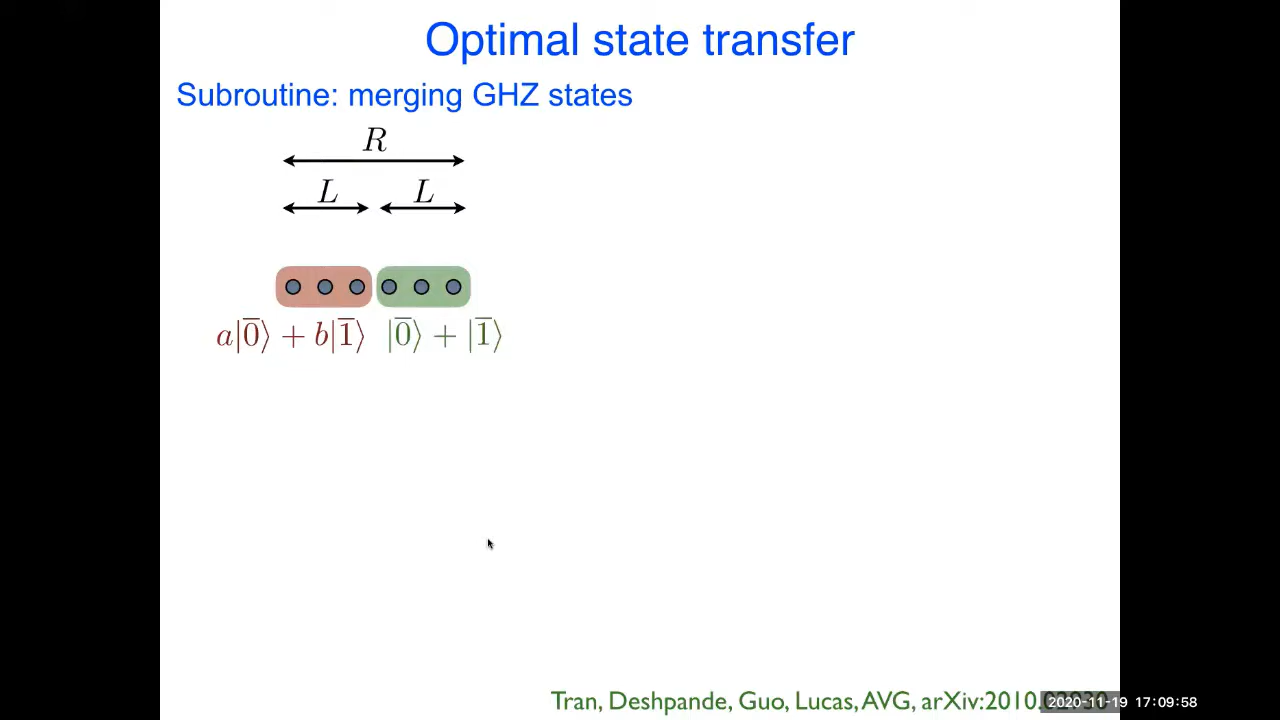 Optimal state transfer
Subroutine: merging GHZ states
R
L L
a|0̅⟩ + b|1̅⟩ |0̅⟩ + |1̅⟩
Tran, Deshpande, Guo, Lucas, AVG, arXiv:2010.
2020-11-19 17:09:58